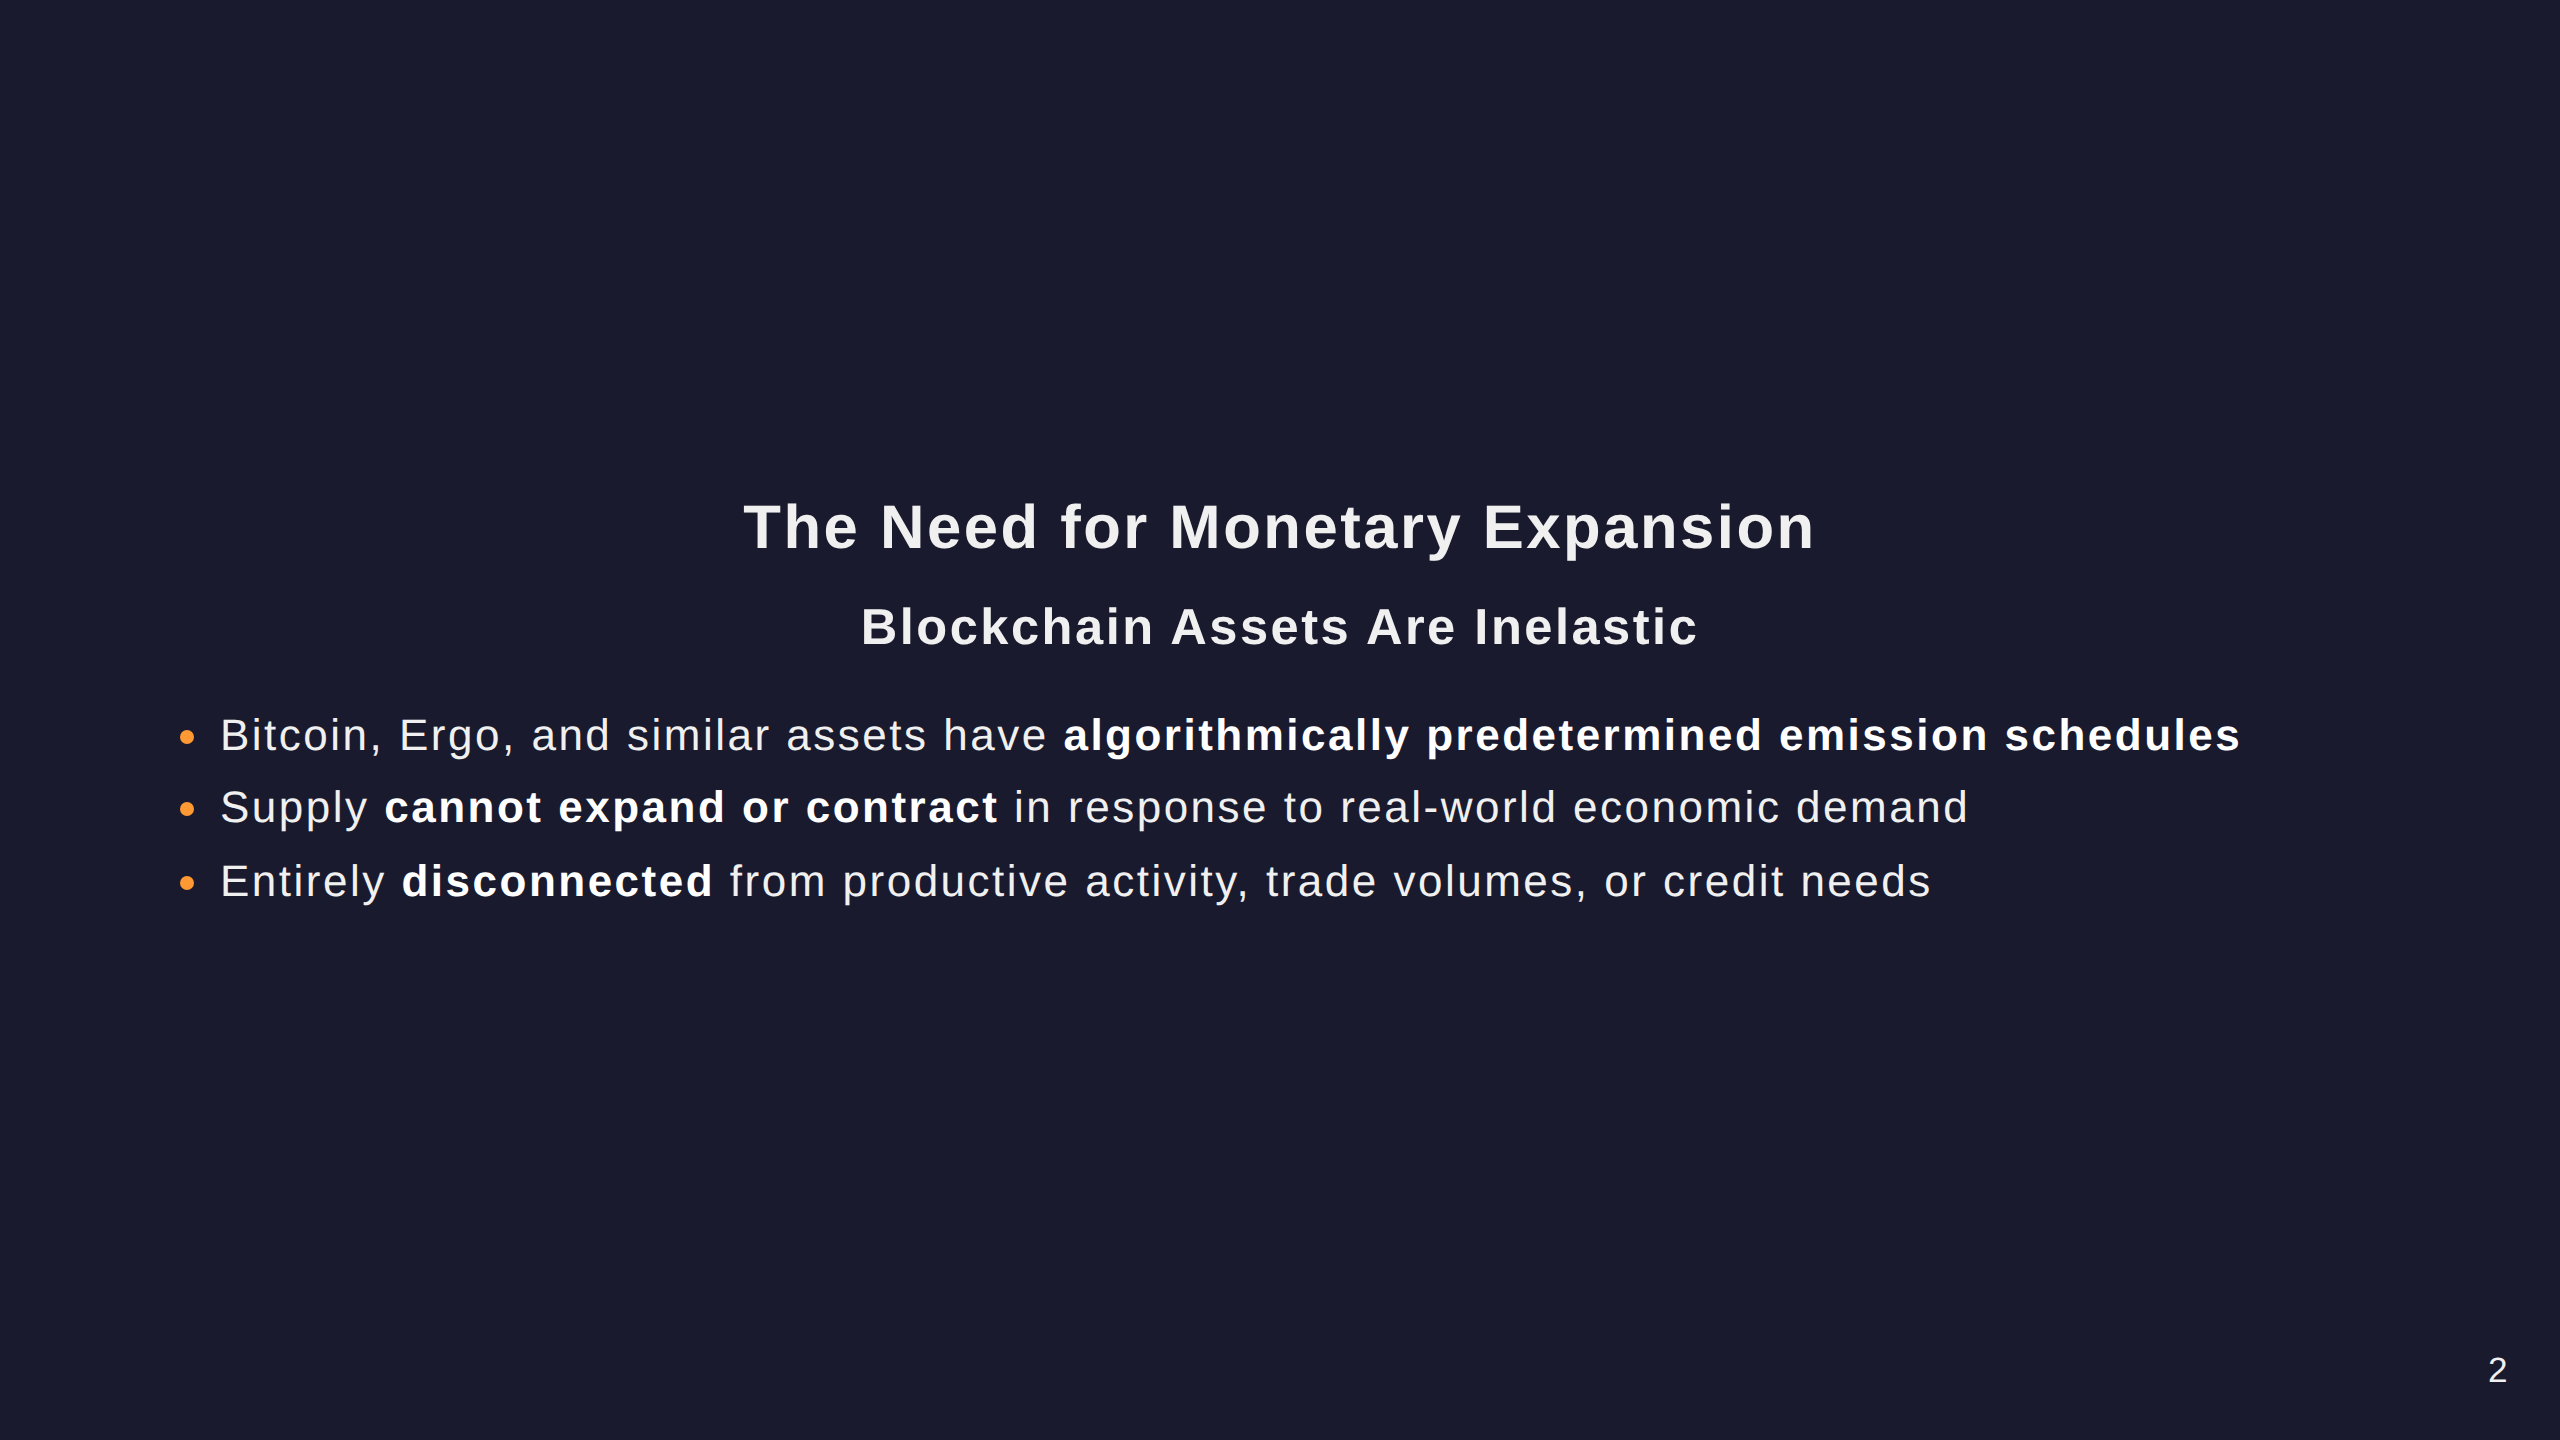 The Need for Monetary Expansion
Blockchain Assets Are Inelastic
• Bitcoin, Ergo, and similar assets have algorithmically predetermined emission schedules
• Supply cannot expand or contract in response to real-world economic demand
• Entirely disconnected from productive activity, trade volumes, or credit needs
2